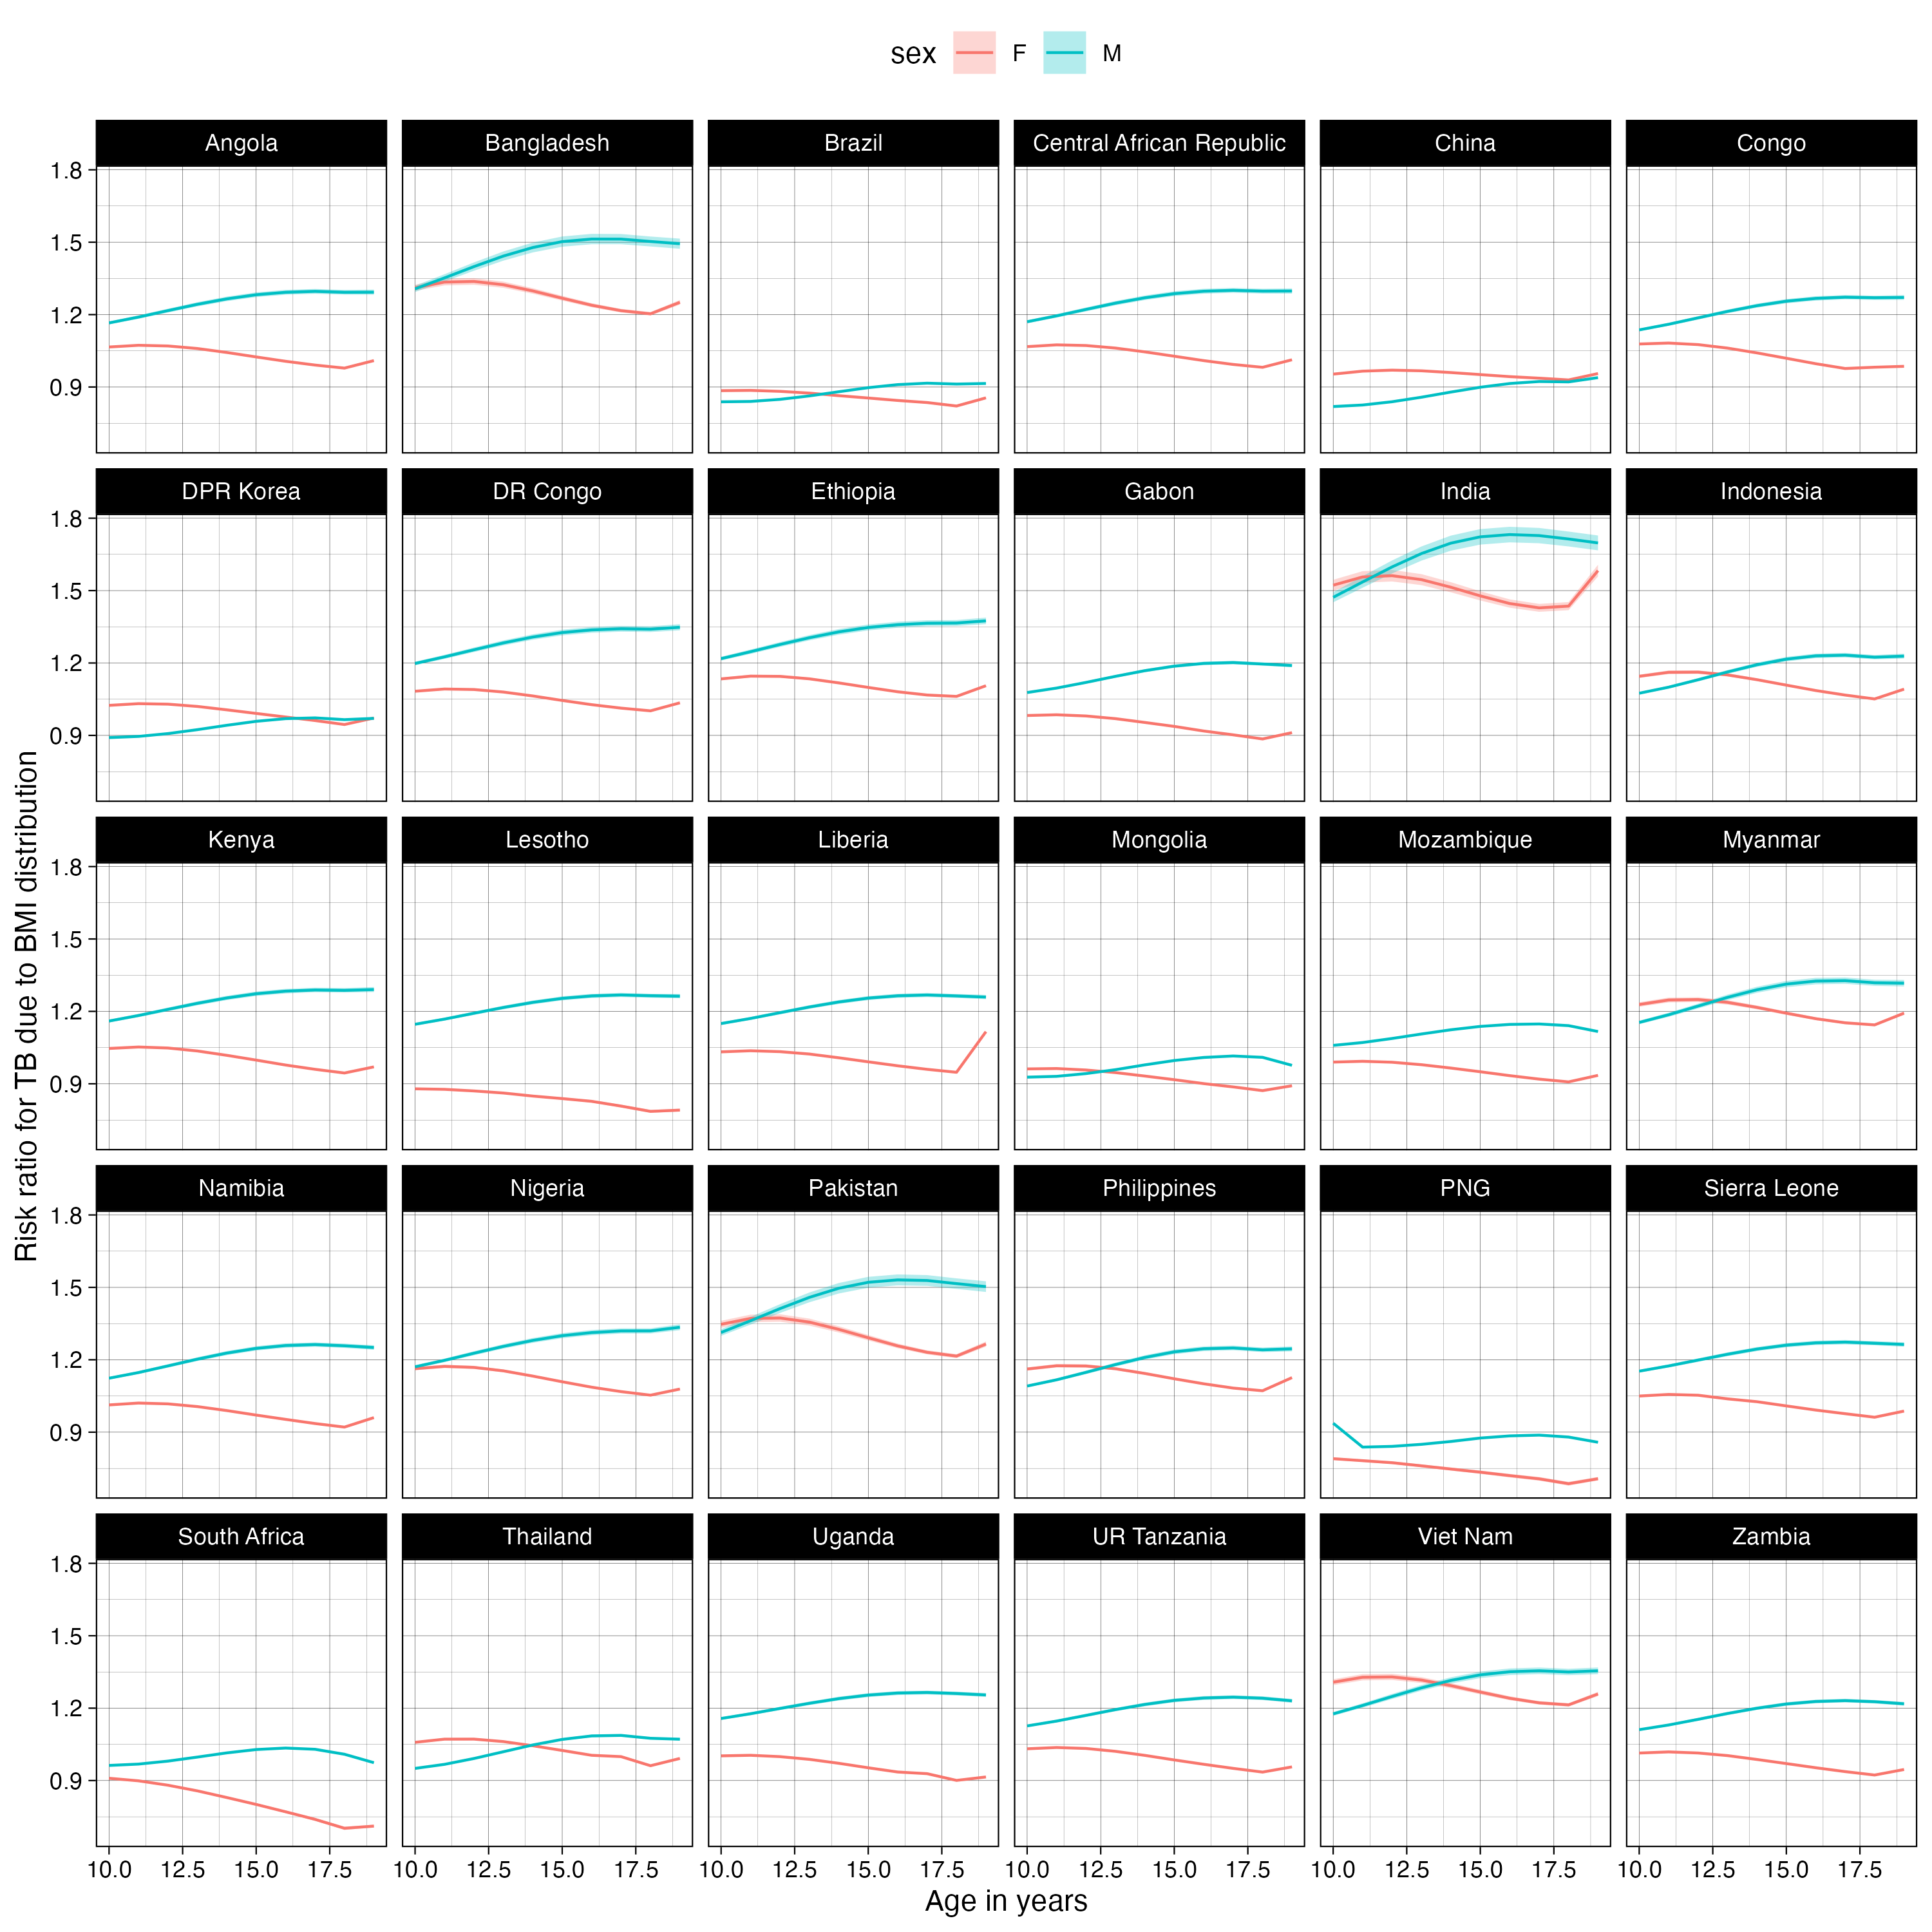 sex F M
Angola Bangladesh Brazil Central African Republic China Congo
1.8
1.5
1.2
0.9
DPR Korea DR Congo Ethiopia Gabon India Indonesia
1.8
1.5
1.2
0.9
Kenya Lesotho Liberia Mongolia Mozambique Myanmar
1.8
1.5
1.2
0.9
Namibia Nigeria Pakistan Philippines PNG Sierra Leone
1.8
1.5
1.2
0.9
South Africa Thailand Uganda UR Tanzania Viet Nam Zambia
1.8
1.5
1.2
0.9
10.0 12.5 15.0 17.5 10.0 12.5 15.0 17.5 10.0 12.5 15.0 17.5 10.0 12.5 15.0 17.5 10.0 12.5 15.0 17.5 10.0 12.5 15.0 17.5
Age in years
Risk ratio for TB due to BMI distribution